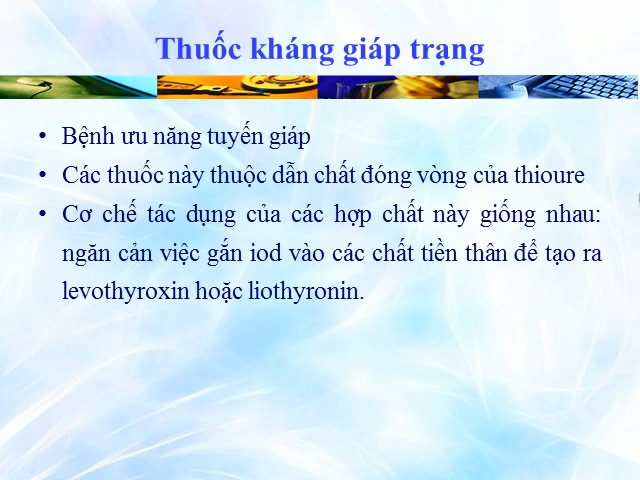 Thuốc kháng giáp trạng
• Bệnh ưu năng tuyến giáp
• Các thuốc này thuộc dẫn chất đóng vòng của thioure
• Cơ chế tác dụng của các hợp chất này giống nhau:
ngăn cản việc gắn iod vào các chất tiền thân để tạo ra
levothyroxin hoặc liothyronin.